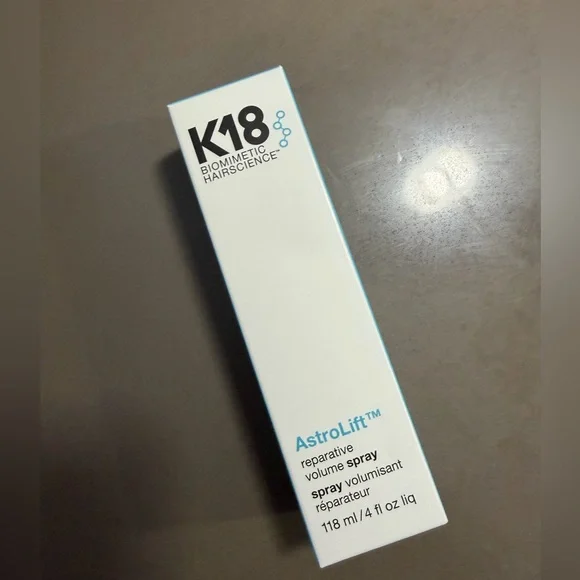 K18
BIOMIMETIC
HAIRSCIENCE™
AstroLift™
reparative
volume spray
spray volumisant
réparateur
118 ml/4 fl oz liq